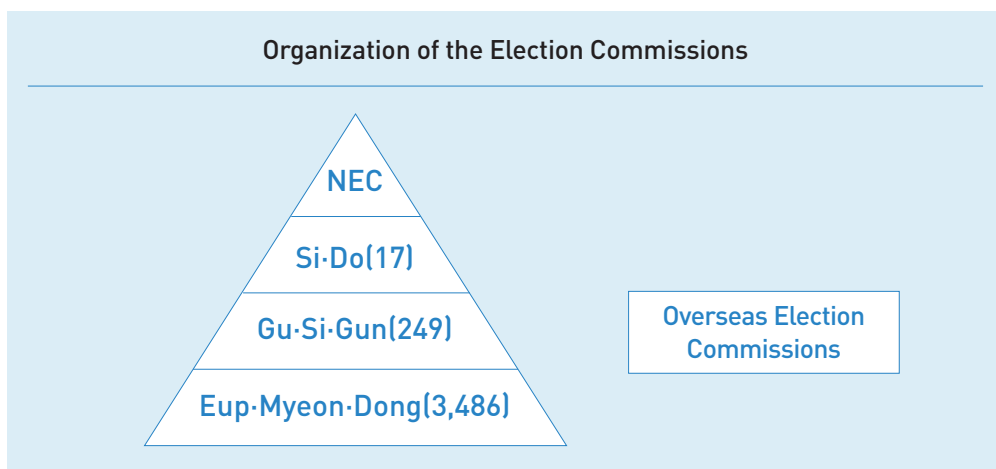 Organization of the Election Commissions
NEC
Si·Do(17)
Gu·Si·Gun(249)
Eup·Myeon·Dong(3,486)
Overseas Election
Commissions